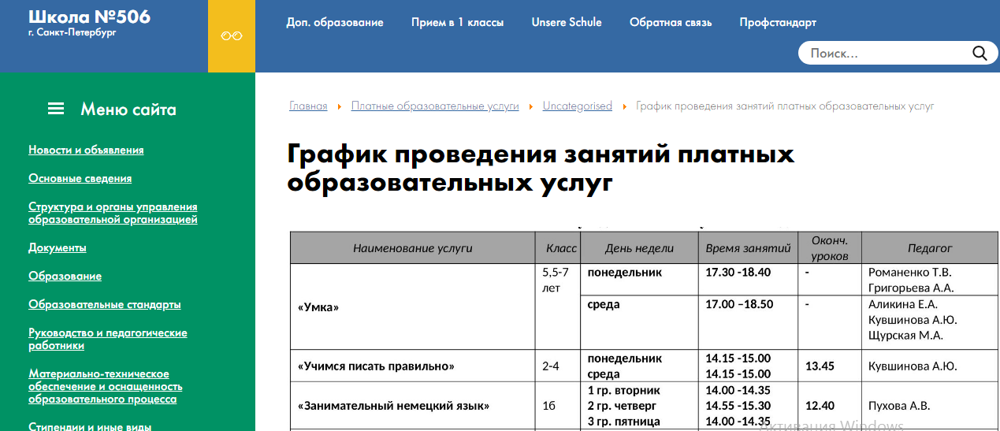 Школа №506
г. Санкт-Петербург
Доп. образование Прием в 1 классы Unsere Schule Обратная связь Профстандарт
Поиск...
Меню сайта
Новости и объявления
Основные сведения
Структура и органы управления
образовательной организацией
Документы
Образование
Образовательные стандарты
Руководство и педагогические
работники
Материально-техническое
обеспечение и оснащенность
образовательного процесса
Стипендии и иные виды
Главная Платные образовательные услуги Uncategorised График проведения занятий платных образовательных услуг
График проведения занятий платных
образовательных услуг
Наименование услуги Класс День недели Время занятий Оконч.
уроков Педагог
«Умка» 5,5-7
лет понедельник 17.30 -18.40 - Романенко Т.В.
Григорьева А.А.
среда 17.00 –18.50 - Аликина Е.А.
Кувшинова А.Ю.
Щурская М.А.
«Учимся писать правильно» 2-4 понедельник 14.15 -15.00 13.45 Кувшинова А.Ю.
среда 14.15 -15.00
«Занимательный немецкий язык» 1б 1 гр. вторник 14.00 -14.35 12.40 Пухова А.В.
2 гр. четверг 14.55 -15.30
3 гр. пятница 14.00 -14.35
Активация Windows